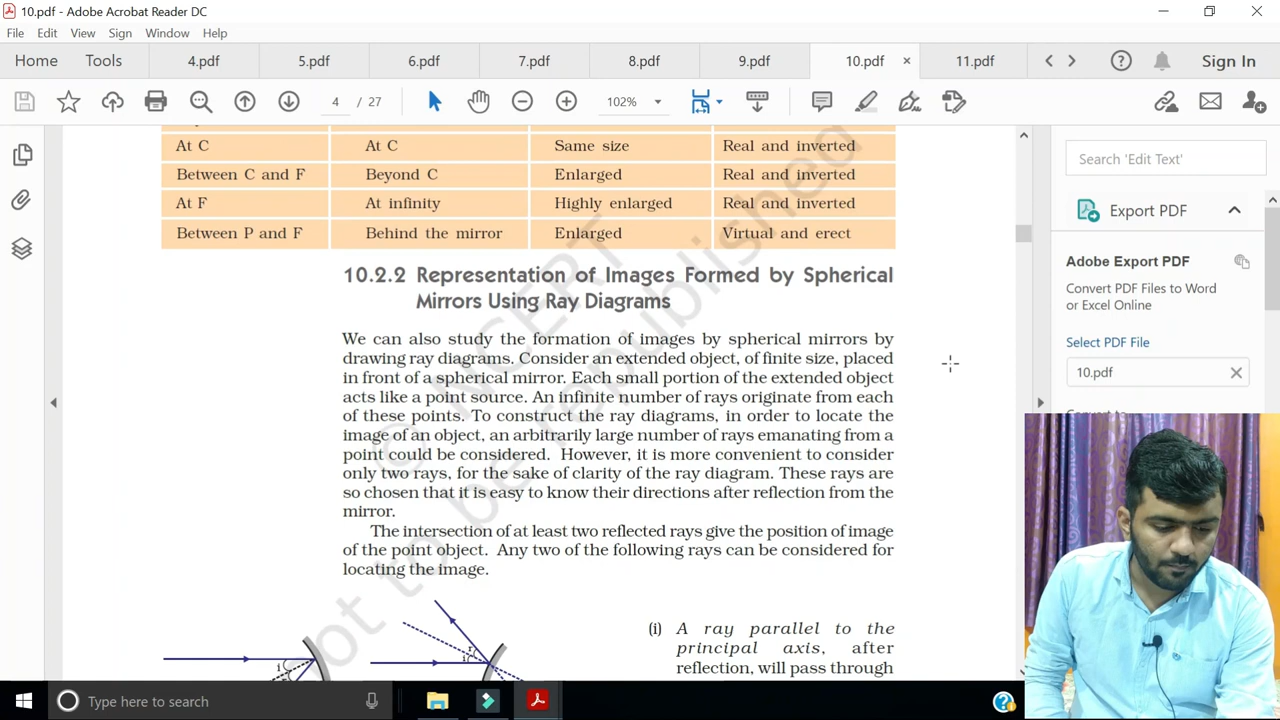 10.pdf - Adobe Acrobat Reader DC
File Edit View Sign Window Help
Home Tools 4.pdf 5.pdf 6.pdf 7.pdf 8.pdf 9.pdf 10.pdf × 11.pdf Sign In
4 / 27 102%
At C At C Same size Real and inverted
Between C and F Beyond C Enlarged Real and inverted
At F At infinity Highly enlarged Real and inverted
Between P and F Behind the mirror Enlarged Virtual and erect
10.2.2 Representation of Images Formed by Spherical
Mirrors Using Ray Diagrams
We can also study the formation of images by spherical mirrors by
drawing ray diagrams. Consider an extended object, of finite size, placed
in front of a spherical mirror. Each small portion of the extended object
acts like a point source. An infinite number of rays originate from each
of these points. To construct the ray diagrams, in order to locate the
image of an object, an arbitrarily large number of rays emanating from a
point could be considered. However, it is more convenient to consider
only two rays, for the sake of clarity of the ray diagram. These rays are
so chosen that it is easy to know their directions after reflection from the
mirror.
The intersection of at least two reflected rays give the position of image
of the point object. Any two of the following rays can be considered for
locating the image.
(i) A ray parallel to the
principal axis, after
reflection, will pass through
i
r
i
© NCERT
not to be republished
Search 'Edit Text'
Export PDF
Adobe Export PDF
Convert PDF Files to Word
or Excel Online
Select PDF File
10.pdf
Type here to search